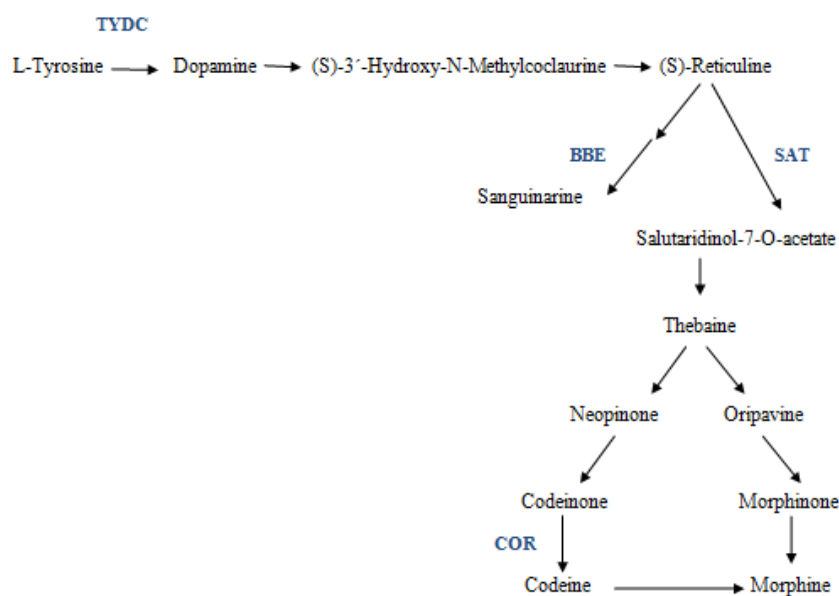 TYDC
L-Tyrosine Dopamine (S)-3´-Hydroxy-N-Methylcoclaurine (S)-Reticuline
BBE SAT
Sanguinarine
Salutaridinol-7-O-acetate
Thebaine
Neopinone Oripavine
Codeinone Morphinone
COR
Codeine Morphine